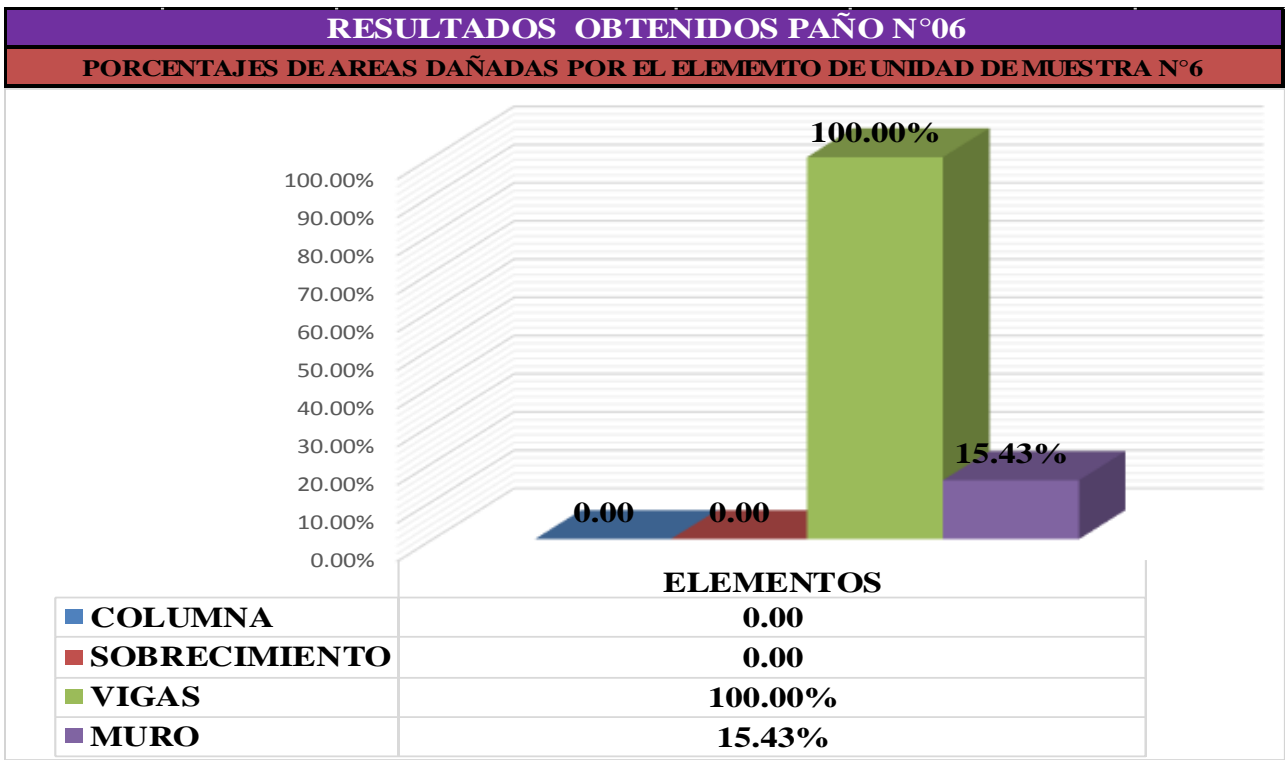 RESULTADOS OBTENIDOS PAÑO N°06
PORCENTAJES DE AREAS DAÑADAS POR EL ELEMEMTO DE UNIDAD DE MUESTRA N°6
100.00%
100.00%
90.00%
80.00%
70.00%
60.00%
50.00%
40.00%
30.00%
20.00%
10.00%
0.00%
15.43%
0.00 0.00
ELEMENTOS
COLUMNA 0.00
SOBRECIMIENTO 0.00
VIGAS 100.00%
MURO 15.43%